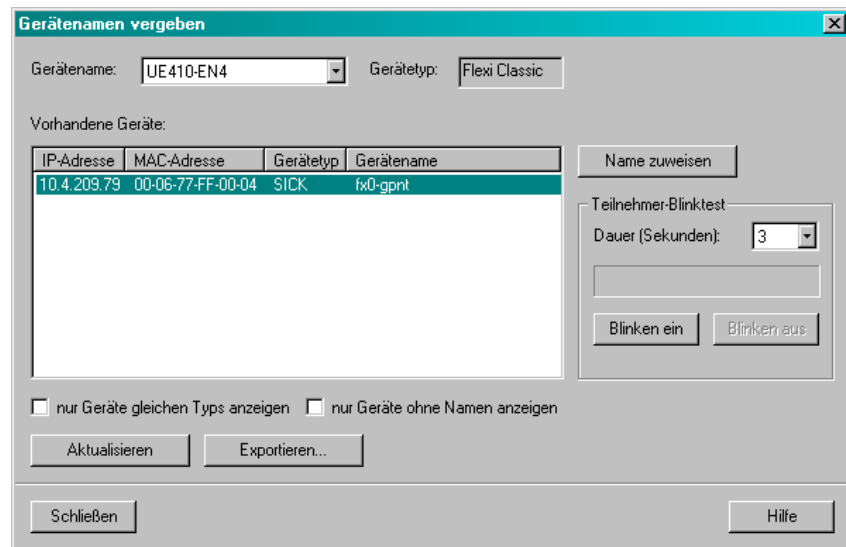 Gerätenamen vergeben
Gerätename: UE410-EN4 Gerätetyp: Flexi Classic
Vorhandene Geräte:
IP-Adresse MAC-Adresse Gerätetyp Gerätename
10.4.209.79 00-06-77-FF-00-04 SICK fx0-gpnt
Name zuweisen
Teilnehmer-Blinktest
Dauer (Sekunden): 3
Blinken ein Blinken aus
nur Geräte gleichen Typs anzeigen nur Geräte ohne Namen anzeigen
Aktualisieren Exportieren...
Schließen Hilfe